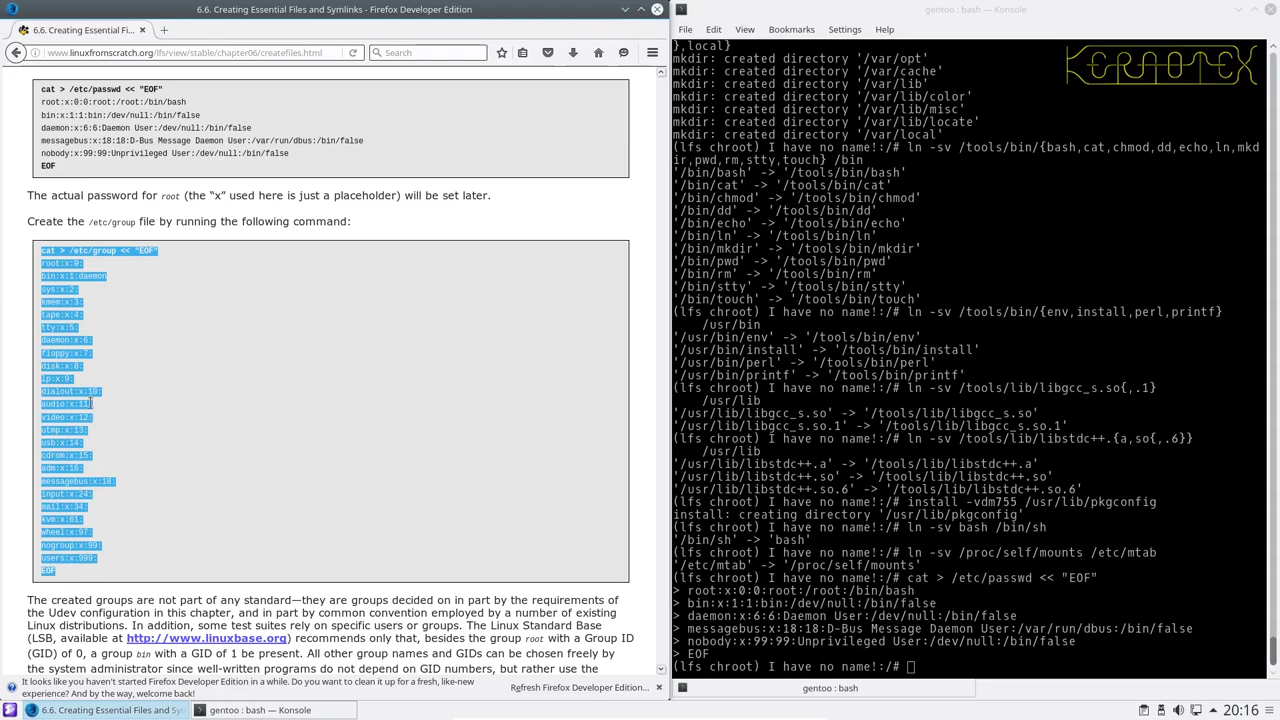 6.6. Creating Essential Files and Symlinks - Firefox Developer Edition
6.6. Creating Essential Fi...
www.linuxfromscratch.org/lfs/view/stable/chapter06/createfiles.html
Search
cat > /etc/passwd << "EOF"
root:x:0:0:root:/root:/bin/bash
bin:x:1:1:bin:/dev/null:/bin/false
daemon:x:6:6:Daemon User:/dev/null:/bin/false
messagebus:x:18:18:D-Bus Message Daemon User:/var/run/dbus:/bin/false
nobody:x:99:99:Unprivileged User:/dev/null:/bin/false
EOF
The actual password for root (the “x” used here is just a placeholder) will be set later.
Create the /etc/group file by running the following command:
cat > /etc/group << "EOF"
root:x:0:
bin:x:1:daemon
sys:x:2:
kmem:x:3:
tape:x:4:
tty:x:5:
daemon:x:6:
floppy:x:7:
disk:x:8:
lp:x:9:
dialout:x:10:
audio:x:11:
video:x:12:
utmp:x:13:
usb:x:14:
cdrom:x:15:
adm:x:16:
messagebus:x:18:
input:x:24:
mail:x:34:
kvm:x:61:
wheel:x:97:
nogroup:x:99:
users:x:999:
EOF
The created groups are not part of any standard—they are groups decided on in part by the requirements of
the Udev configuration in this chapter, and in part by common convention employed by a number of existing
Linux distributions. In addition, some test suites rely on specific users or groups. The Linux Standard Base
(LSB, available at http://www.linuxbase.org) recommends only that, besides the group root with a Group ID
(GID) of 0, a group bin with a GID of 1 be present. All other group names and GIDs can be chosen freely by
the system administrator since well-written programs do not depend on GID numbers, but rather use the
It looks like you haven't started Firefox Developer Edition in a while. Do you want to clean it up for a fresh, like-new
experience? And by the way, welcome back!
Refresh Firefox Developer Edition...
gentoo : bash — Konsole
File Edit View Bookmarks Settings Help
KERAOTEX
},local}
mkdir: created directory '/var/opt'
mkdir: created directory '/var/cache'
mkdir: created directory '/var/lib'
mkdir: created directory '/var/lib/color'
mkdir: created directory '/var/lib/misc'
mkdir: created directory '/var/lib/locate'
mkdir: created directory '/var/local'
(lfs chroot) I have no name!:/# ln -sv /tools/bin/{bash,cat,chmod,dd,echo,ln,mkd
ir,pwd,rm,stty,touch} /bin
'/bin/bash' -> '/tools/bin/bash'
'/bin/cat' -> '/tools/bin/cat'
'/bin/chmod' -> '/tools/bin/chmod'
'/bin/dd' -> '/tools/bin/dd'
'/bin/echo' -> '/tools/bin/echo'
'/bin/ln' -> '/tools/bin/ln'
'/bin/mkdir' -> '/tools/bin/mkdir'
'/bin/pwd' -> '/tools/bin/pwd'
'/bin/rm' -> '/tools/bin/rm'
'/bin/stty' -> '/tools/bin/stty'
'/bin/touch' -> '/tools/bin/touch'
(lfs chroot) I have no name!:/# ln -sv /tools/bin/{env,install,perl,printf}
/usr/bin
'/usr/bin/env' -> '/tools/bin/env'
'/usr/bin/install' -> '/tools/bin/install'
'/usr/bin/perl' -> '/tools/bin/perl'
'/usr/bin/printf' -> '/tools/bin/printf'
(lfs chroot) I have no name!:/# ln -sv /tools/lib/libgcc_s.so{,.1}
/usr/lib
'/usr/lib/libgcc_s.so' -> '/tools/lib/libgcc_s.so'
'/usr/lib/libgcc_s.so.1' -> '/tools/lib/libgcc_s.so.1'
(lfs chroot) I have no name!:/# ln -sv /tools/lib/libstdc++.{a,so{,.6}}
/usr/lib
'/usr/lib/libstdc++.a' -> '/tools/lib/libstdc++.a'
'/usr/lib/libstdc++.so' -> '/tools/lib/libstdc++.so'
'/usr/lib/libstdc++.so.6' -> '/tools/lib/libstdc++.so.6'
(lfs chroot) I have no name!:/# install -vdm755 /usr/lib/pkgconfig
install: creating directory '/usr/lib/pkgconfig'
(lfs chroot) I have no name!:/# ln -sv bash /bin/sh
'/bin/sh' -> 'bash'
(lfs chroot) I have no name!:/# ln -sv /proc/self/mounts /etc/mtab
'/etc/mtab' -> '/proc/self/mounts'
(lfs chroot) I have no name!:/# cat > /etc/passwd << "EOF"
> root:x:0:0:root:/root:/bin/bash
> bin:x:1:1:bin:/dev/null:/bin/false
> daemon:x:6:6:Daemon User:/dev/null:/bin/false
> messagebus:x:18:18:D-Bus Message Daemon User:/var/run/dbus:/bin/false
> nobody:x:99:99:Unprivileged User:/dev/null:/bin/false
> EOF
(lfs chroot) I have no name!:/#
gentoo : bash
6.6. Creating Essential Files and Sym
gentoo : bash — Konsole
20:16